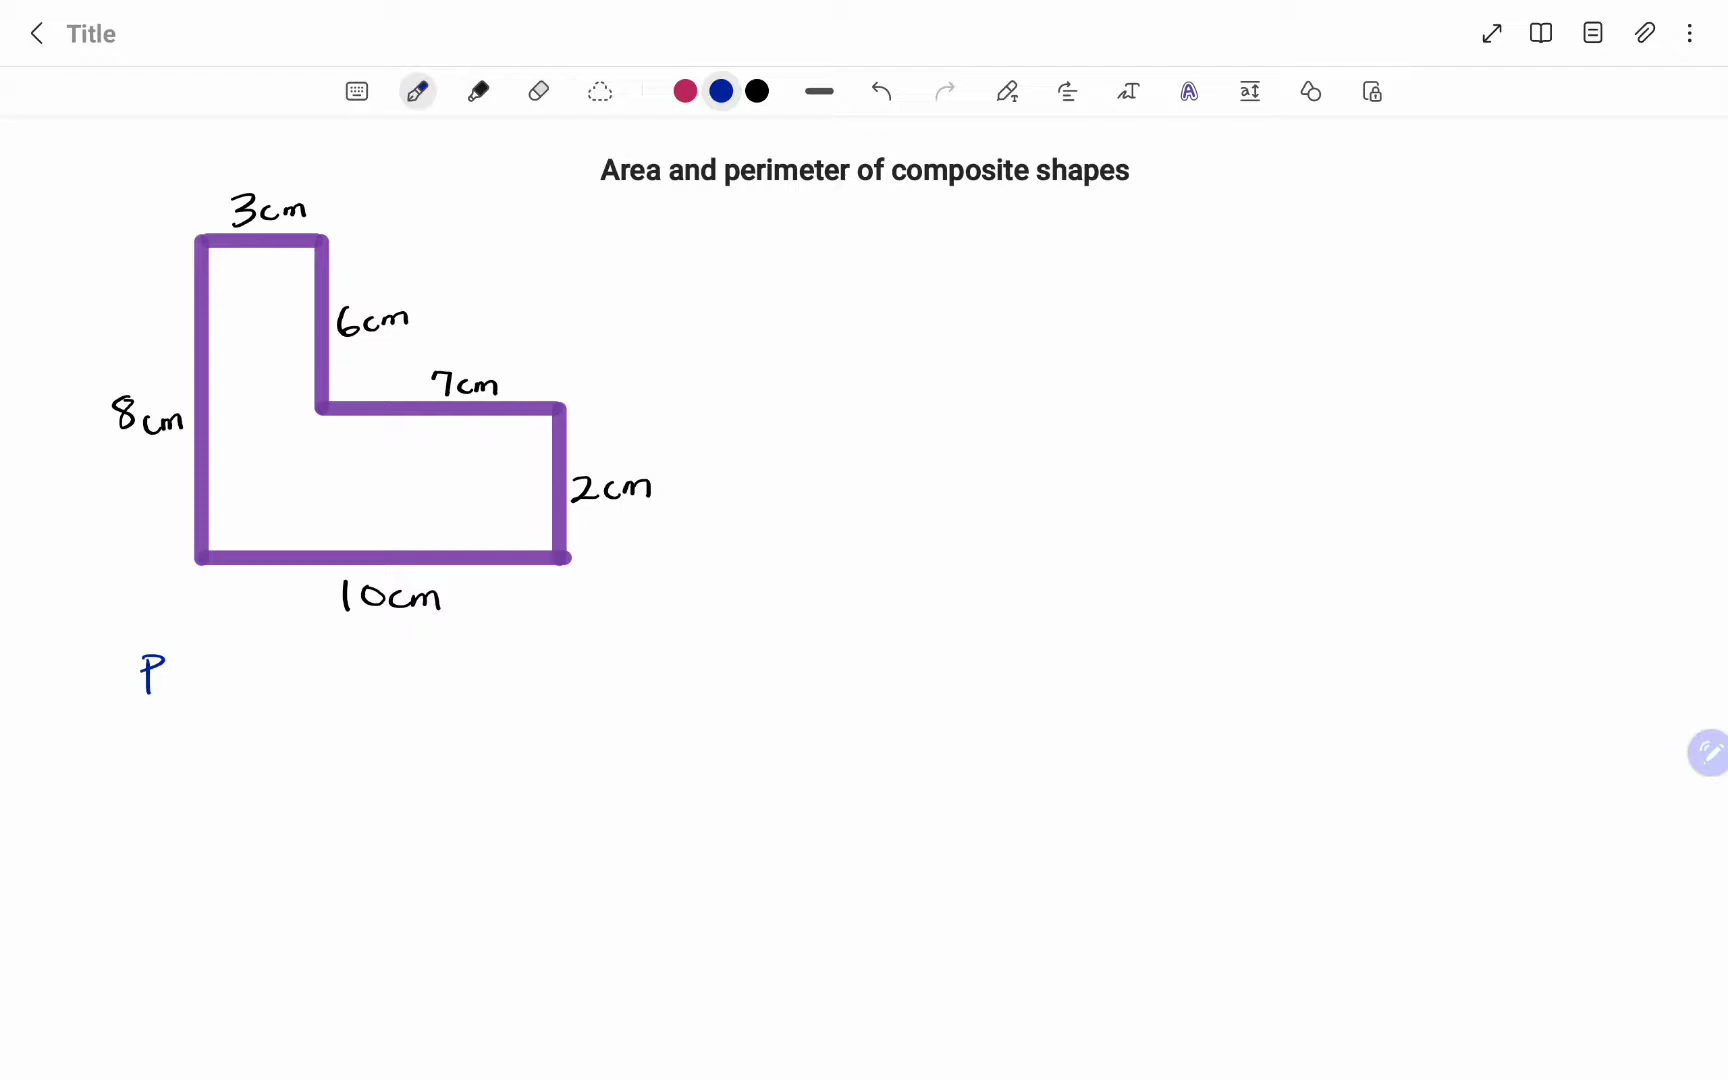 Title
Area and perimeter of composite shapes
3cm
6cm
7cm
8cm
2cm
10cm
P